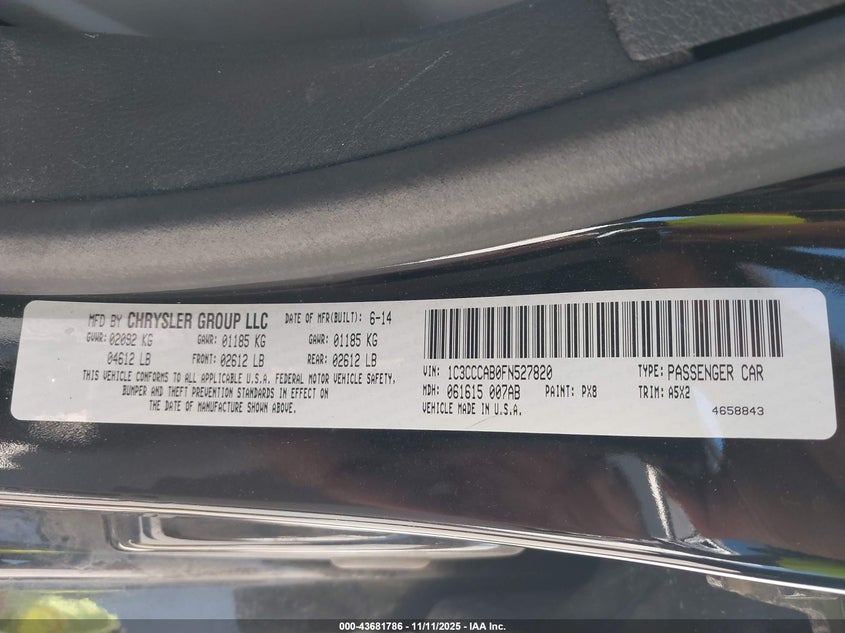 MFD BY CHRYSLER GROUP LLC DATE OF MFR(BUILT): 6-14
GVWR: 02092 KG GAWR: 01185 KG GAWR: 01185 KG
04612 LB FRONT: 02612 LB REAR: 02612 LB
THIS VEHICLE CONFORMS TO ALL APPLICABLE U.S.A. FEDERAL MOTOR VEHICLE SAFETY,
BUMPER AND THEFT PREVENTION STANDARDS IN EFFECT ON
THE DATE OF MANUFACTURE SHOWN ABOVE.
VIN: 1C3CCCAB0FN527820 TYPE: PASSENGER CAR
MDH: 061615 007AB PAINT: PX8 TRIM: A5X2
VEHICLE MADE IN U.S.A. 4658843
000-43681786 - 11/11/2025 - IAA Inc.